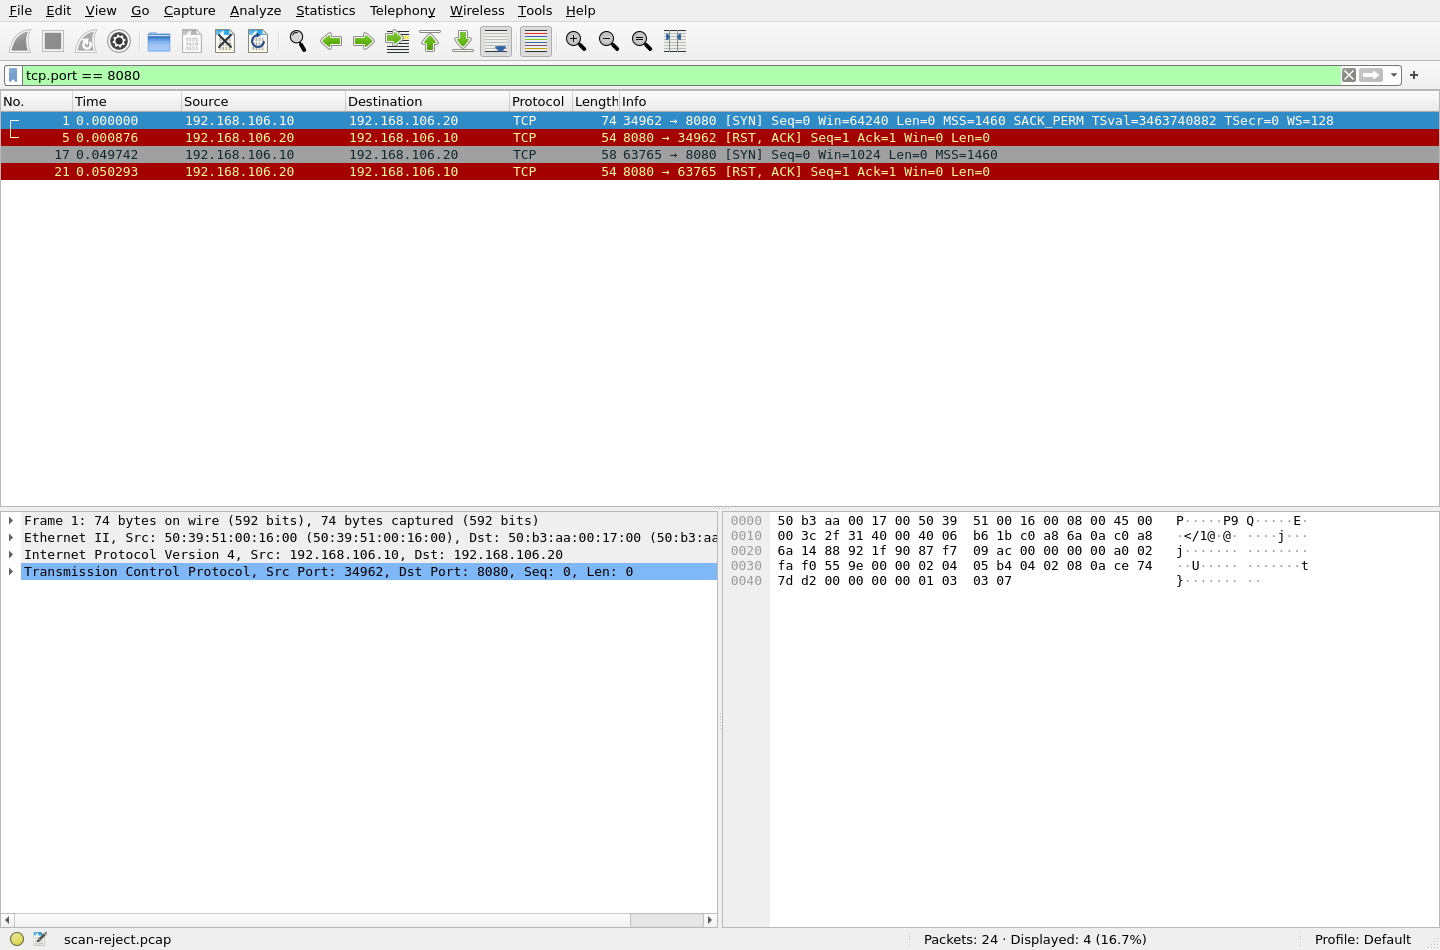 File Edit View Go Capture Analyze Statistics Telephony Wireless Tools Help
tcp.port == 8080
No. Time Source Destination Protocol Length Info
1 0.000000 192.168.106.10 192.168.106.20 TCP 74 34962 → 8080 [SYN] Seq=0 Win=64240 Len=0 MSS=1460 SACK_PERM TSval=3463740882 TSecr=0 WS=128
5 0.000876 192.168.106.20 192.168.106.10 TCP 54 8080 → 34962 [RST, ACK] Seq=1 Ack=1 Win=0 Len=0
17 0.049742 192.168.106.10 192.168.106.20 TCP 58 63765 → 8080 [SYN] Seq=0 Win=1024 Len=0 MSS=1460
21 0.050293 192.168.106.20 192.168.106.10 TCP 54 8080 → 63765 [RST, ACK] Seq=1 Ack=1 Win=0 Len=0
Frame 1: 74 bytes on wire (592 bits), 74 bytes captured (592 bits)
Ethernet II, Src: 50:39:51:00:16:00 (50:39:51:00:16:00), Dst: 50:b3:aa:00:17:00 (50:b3:aa
Internet Protocol Version 4, Src: 192.168.106.10, Dst: 192.168.106.20
Transmission Control Protocol, Src Port: 34962, Dst Port: 8080, Seq: 0, Len: 0
0000 50 b3 aa 00 17 00 50 39 51 00 16 00 08 00 45 00 P·····P9 Q·····E·
0010 00 3c 2f 31 40 00 40 06 b6 1b c0 a8 6a 0a c0 a8 ·</1@·@· ····j···
0020 6a 14 88 92 1f 90 87 f7 09 ac 00 00 00 00 a0 02 j······· ········
0030 fa f0 55 9e 00 00 02 04 05 b4 04 02 08 0a ce 74 ··U····· ·······t
0040 7d d2 00 00 00 00 01 03 03 07 }······· ··
scan-reject.pcap Packets: 24 · Displayed: 4 (16.7%) Profile: Default